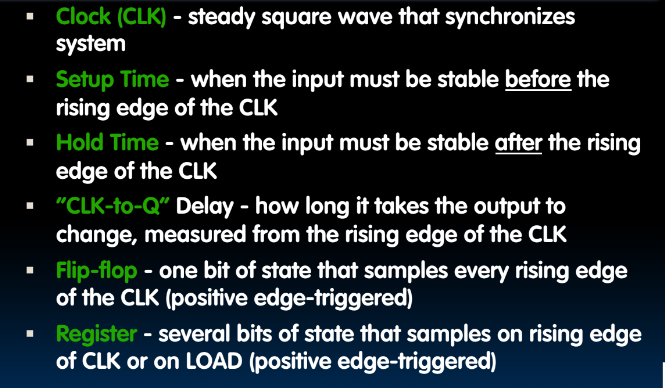 ▪ Clock (CLK) - steady square wave that synchronizes
system
▪ Setup Time - when the input must be stable before the
rising edge of the CLK
▪ Hold Time - when the input must be stable after the rising
edge of the CLK
▪ “CLK-to-Q” Delay - how long it takes the output to
change, measured from the rising edge of the CLK
▪ Flip-flop - one bit of state that samples every rising edge
of the CLK (positive edge-triggered)
▪ Register - several bits of state that samples on rising edge
of CLK or on LOAD (positive edge-triggered)